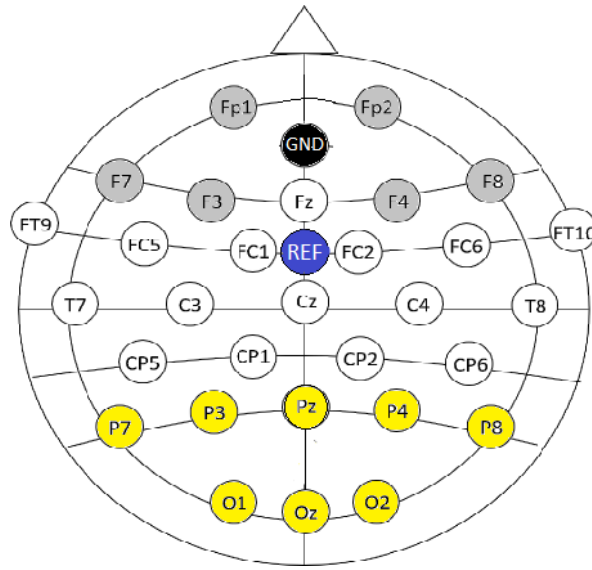 Fp1 Fp2
GND
F7 F3 Fz F4 F8
FT9 FC5 FC1 REF FC2 FC6 FT10
T7 C3 Cz C4 T8
CP5 CP1 CP2 CP6
P7 P3 Pz P4 P8
O1 Oz O2